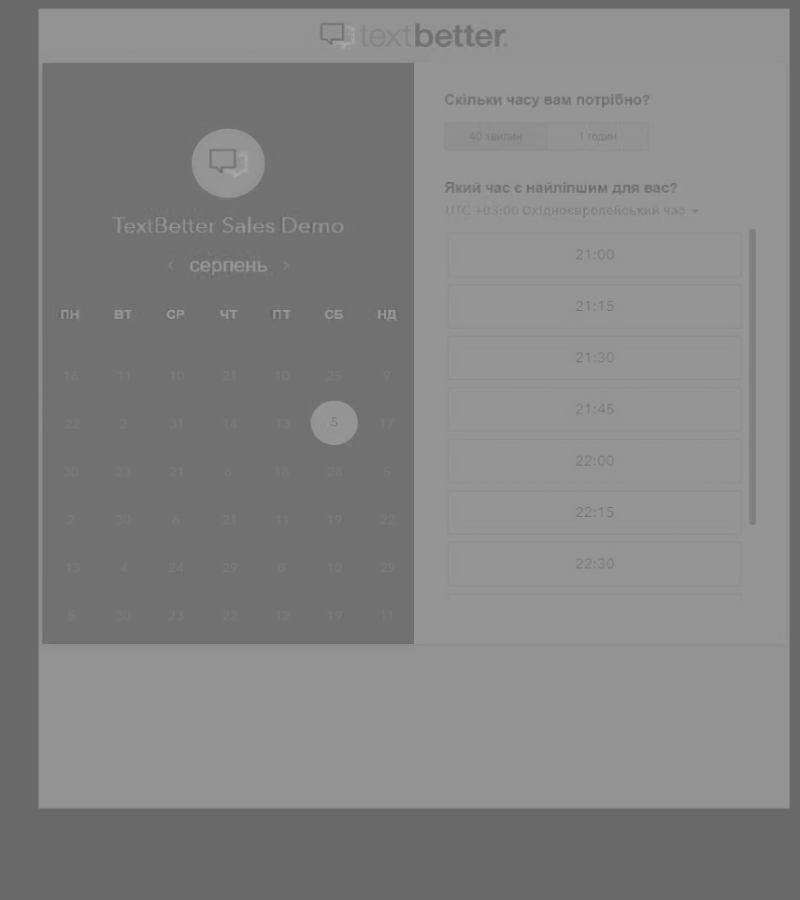 textbetter.
TextBetter Sales Demo
‹ серпень ›
ПН ВТ СР ЧТ ПТ СБ НД
16 11 10 21 10 25 9
22 2 31 14 13 5 17
30 23 21 6 18 28 5
2 30 6 21 11 19 22
13 4 24 29 8 10 29
5 30 23 22 12 19 11
Скільки часу вам потрібно?
40 хвилин 1 годин
Який час є найліпшим для вас?
UTC +03:00 Східноєвропейський час
21:00
21:15
21:30
21:45
22:00
22:15
22:30